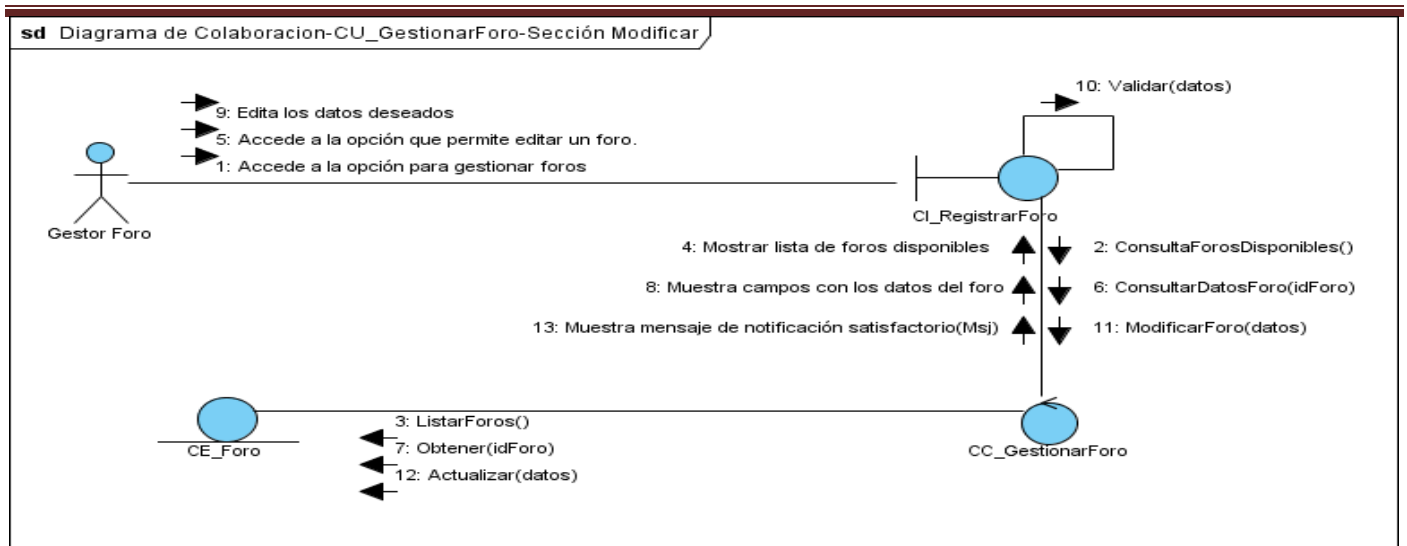 sd Diagrama de Colaboracion-CU_GestionarForo-Sección Modificar
10: Validar(datos)
9: Edita los datos deseados
5: Accede a la opción que permite editar un foro.
1: Accede a la opción para gestionar foros
Gestor Foro
CI_RegistrarForo
4: Mostrar lista de foros disponibles
2: ConsultaForosDisponibles()
8: Muestra campos con los datos del foro
6: ConsultarDatosForo(idForo)
13: Muestra mensaje de notificación satisfactorio(Msj)
11: ModificarForo(datos)
3: ListarForos()
7: Obtener(idForo)
12: Actualizar(datos)
CE_Foro
CC_GestionarForo